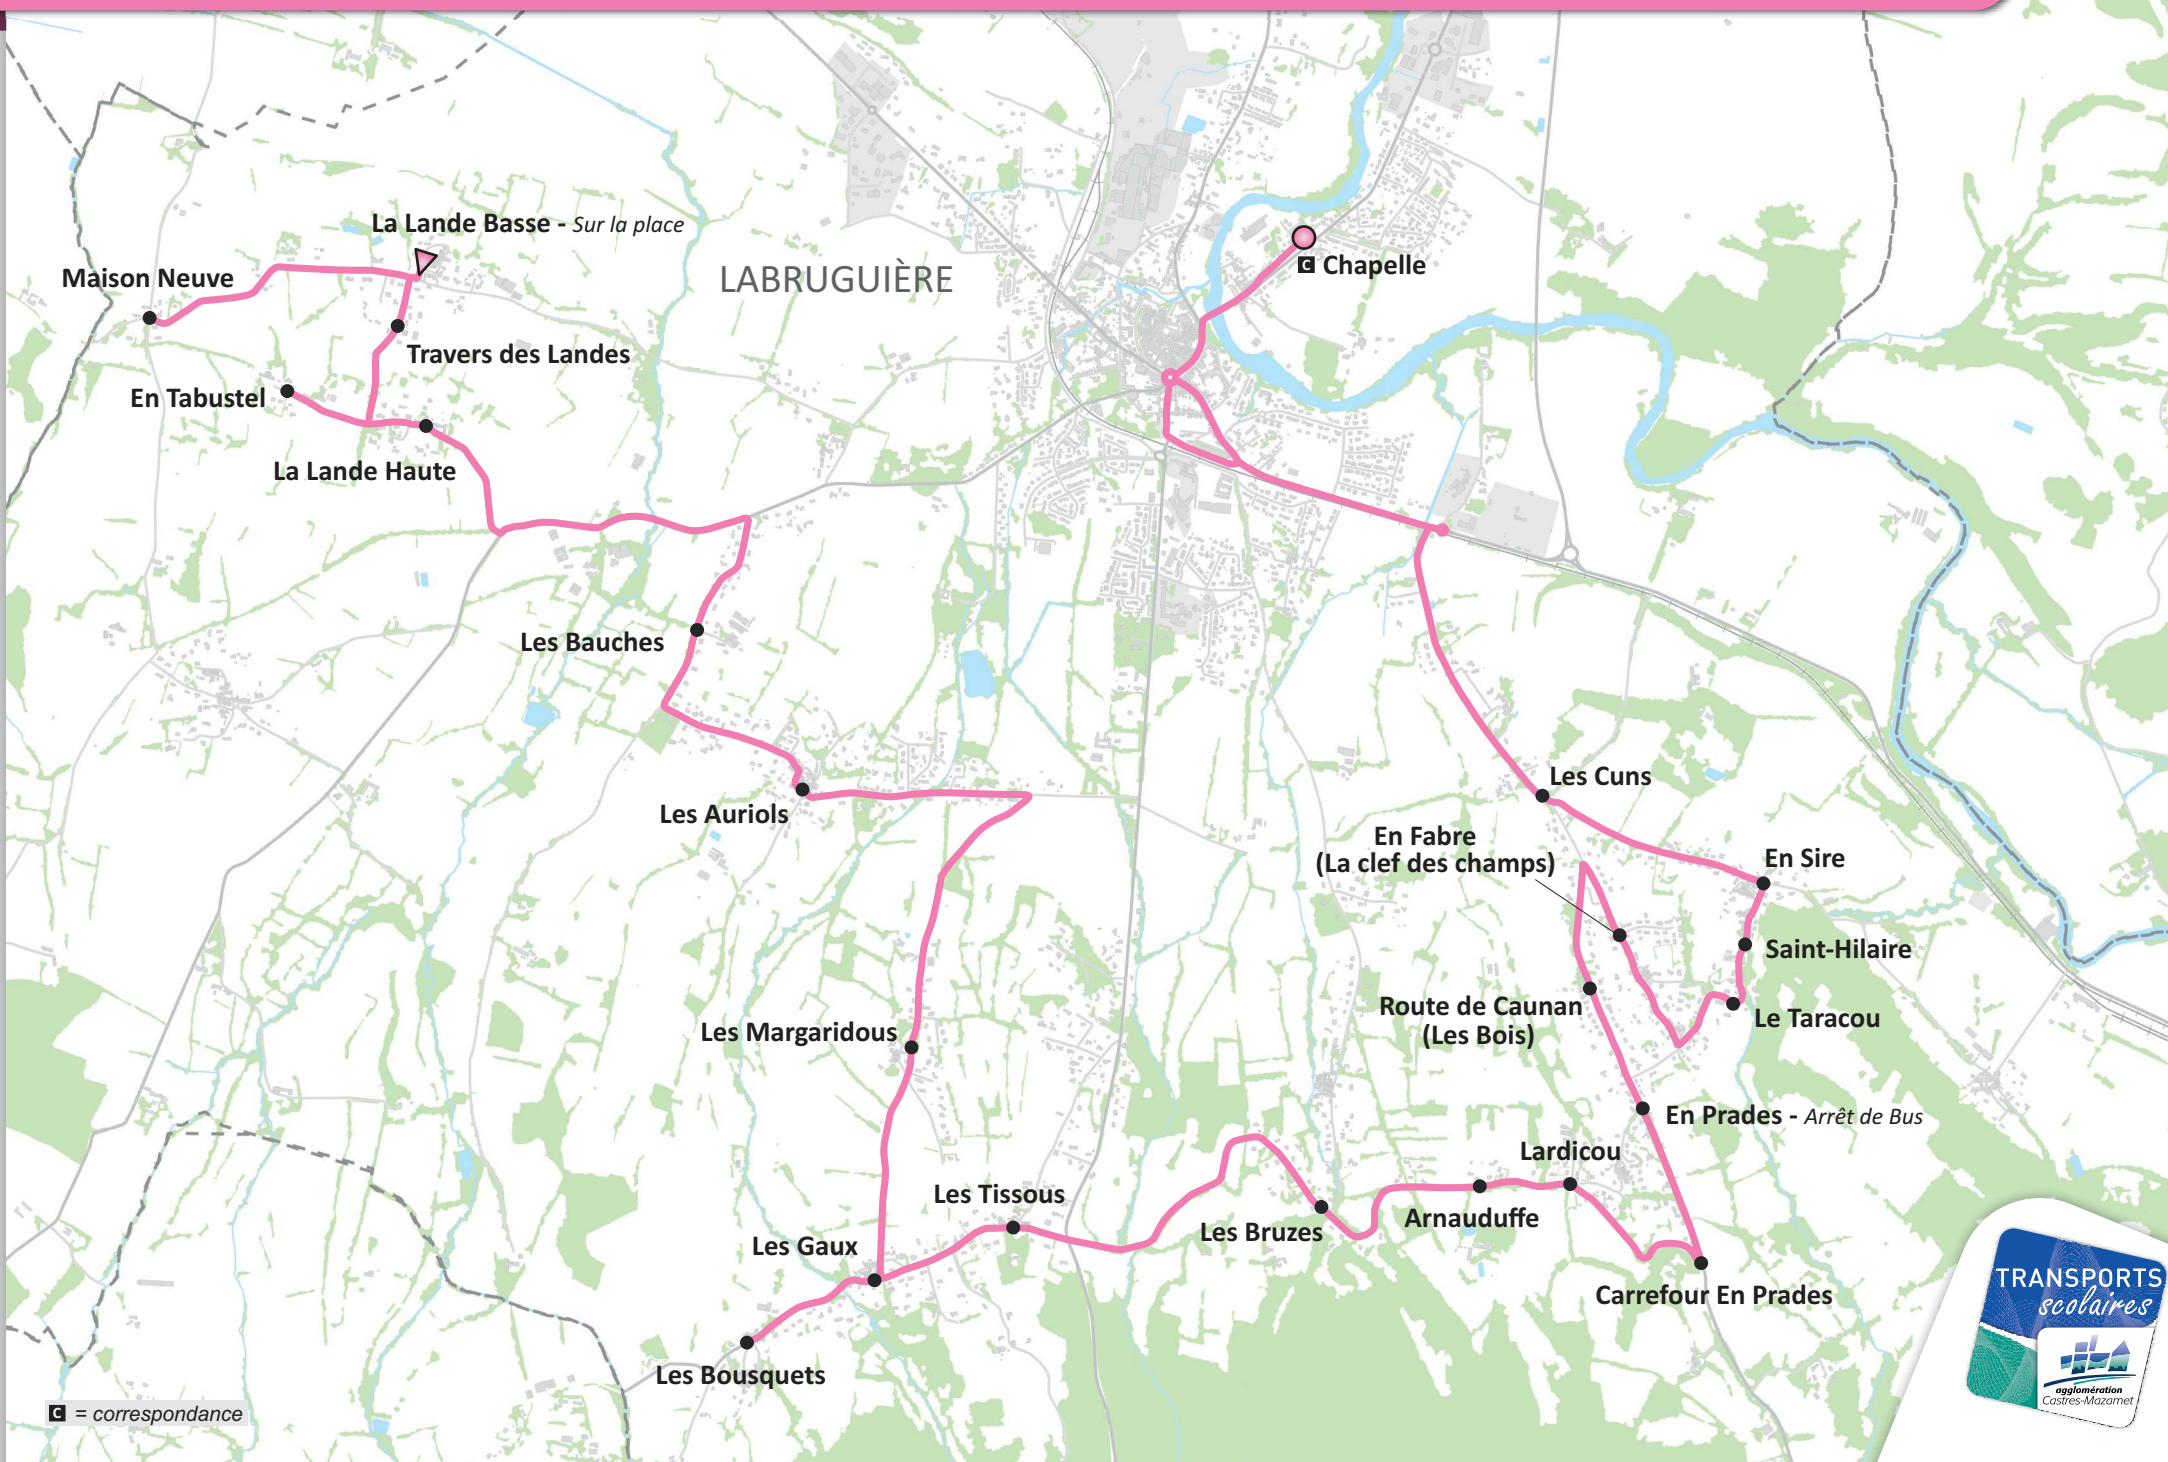 La Lande Basse - Sur la place
Maison Neuve
LABRUGUIÈRE
C Chapelle
Travers des Landes
En Tabustel
La Lande Haute
Les Bauches
Les Auriols
Les Cuns
En Fabre
(La clef des champs)
En Sire
Saint-Hilaire
Route de Caunan
(Les Bois)
Le Taracou
Les Margaridous
En Prades - Arrêt de Bus
Lardicou
Les Tissous
Arnauduffe
Les Bruzes
Les Gaux
Carrefour En Prades
Les Bousquets
C = correspondance
TRANSPORTS
scolaires
agglomération
Castres-Mazamet